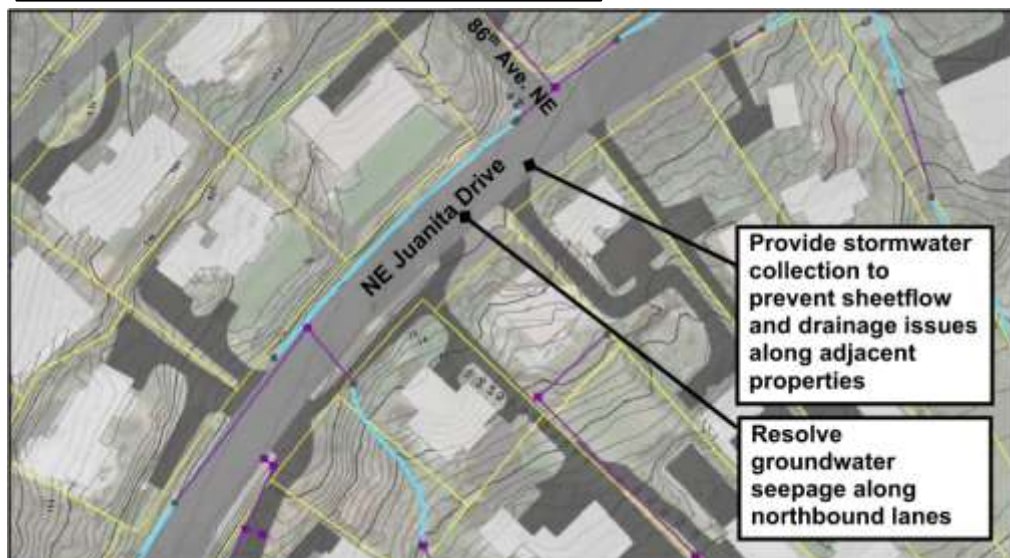 86th Ave. NE
NE Juanita Drive
Provide stormwater
collection to
prevent sheetflow
and drainage issues
along adjacent
properties
Resolve
groundwater
seepage along
northbound lanes